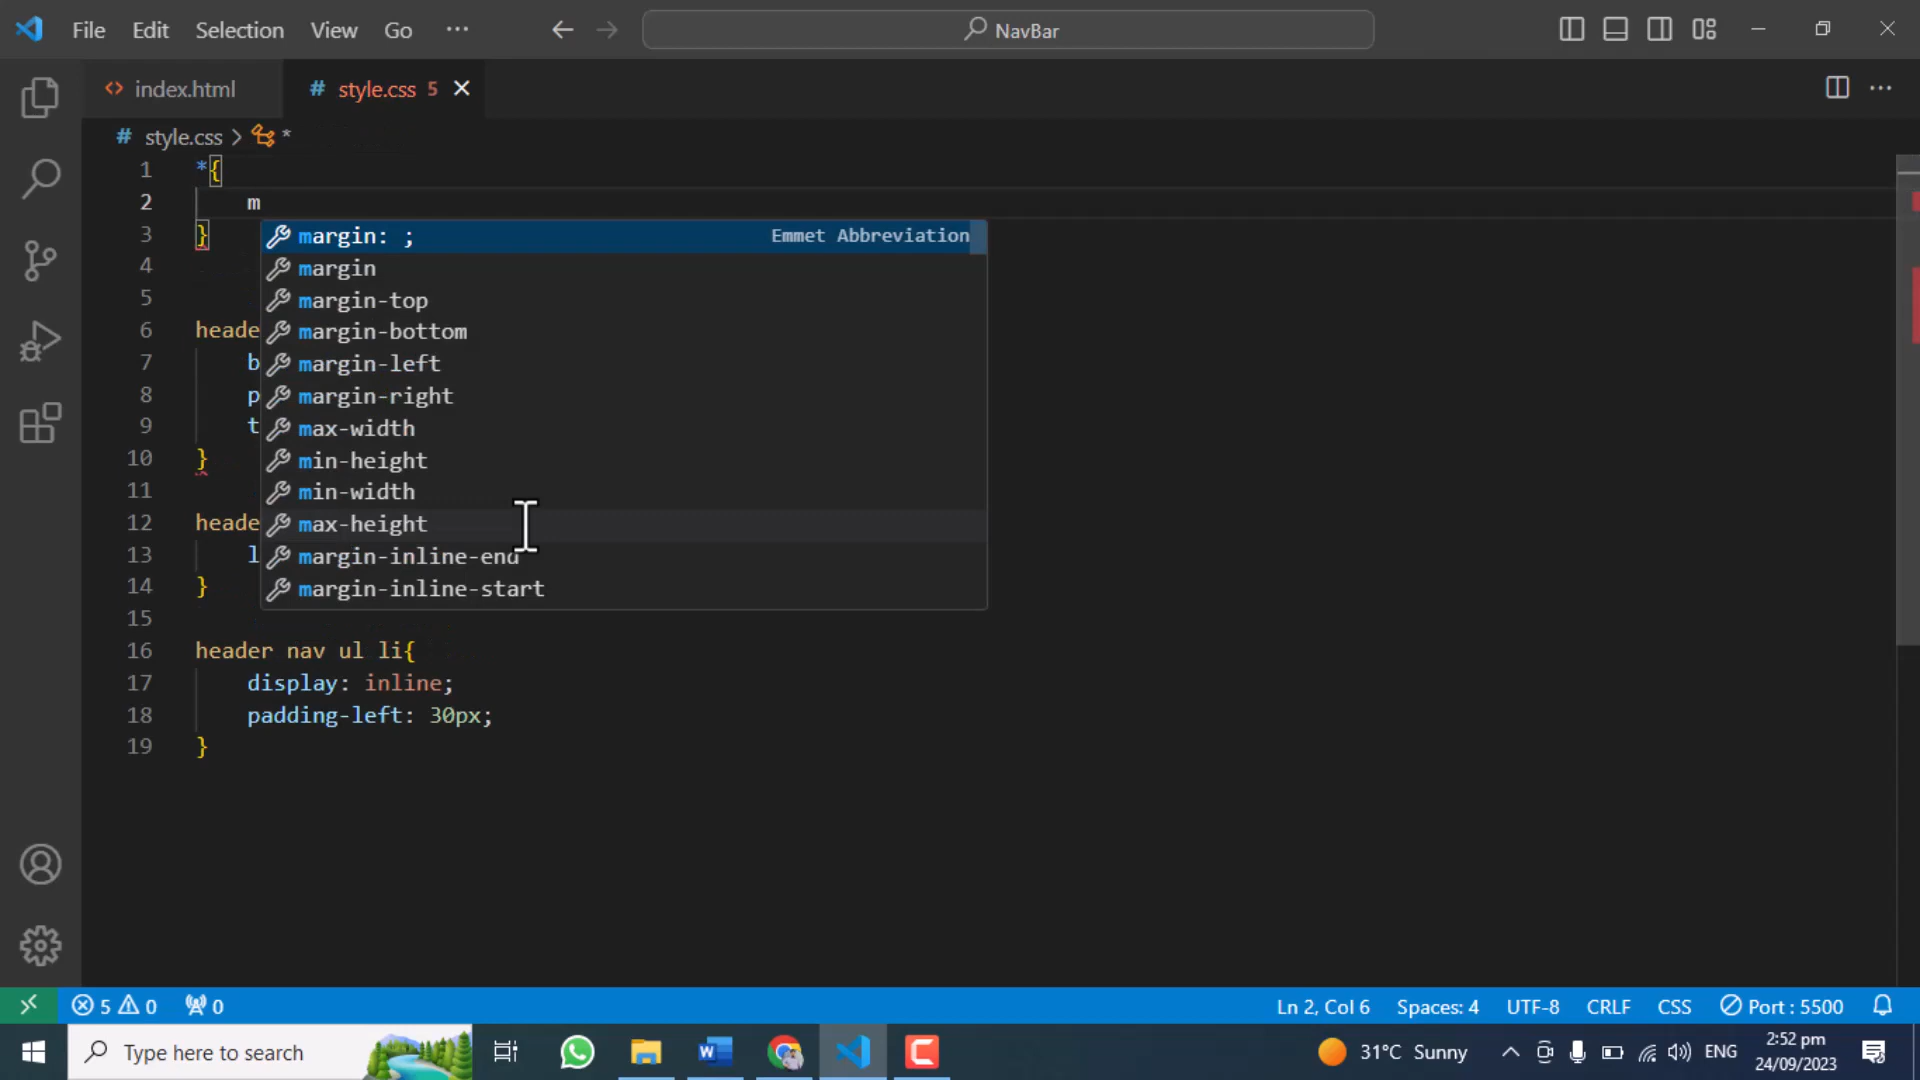 File Edit Selection View Go ··· NavBar
index.html # style.css 5
# style.css > *
1 *{
2 m
3 }
margin: ; Emmet Abbreviation
margin
4
margin-top
5
margin-bottom
6 heade
margin-left
7 b
margin-right
8 p
max-width
9 t
min-height
10 }
min-width
11
max-height
12 heade
margin-inline-end
13 l
margin-inline-start
14 }
15
16 header nav ul li{
17 display: inline;
18 padding-left: 30px;
19 }
5 0 0 Ln 2, Col 6 Spaces: 4 UTF-8 CRLF CSS Port : 5500
Type here to search 31°C Sunny ENG 2:52 pm
24/09/2023